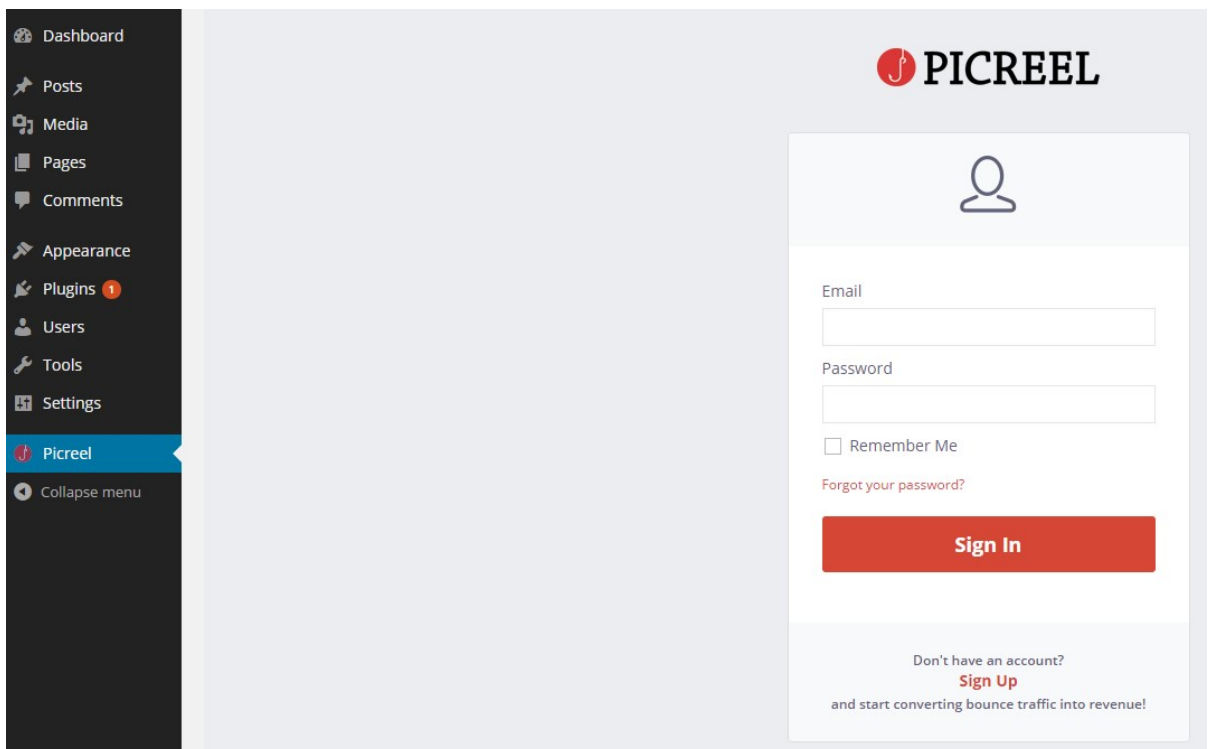 Dashboard
Posts
Media
Pages
Comments
Appearance
Plugins 1
Users
Tools
Settings
Picreel
Collapse menu
PICREEL
Email
Password
Remember Me
Forgot your password?
Sign In
Don't have an account?
Sign Up
and start converting bounce traffic into revenue!